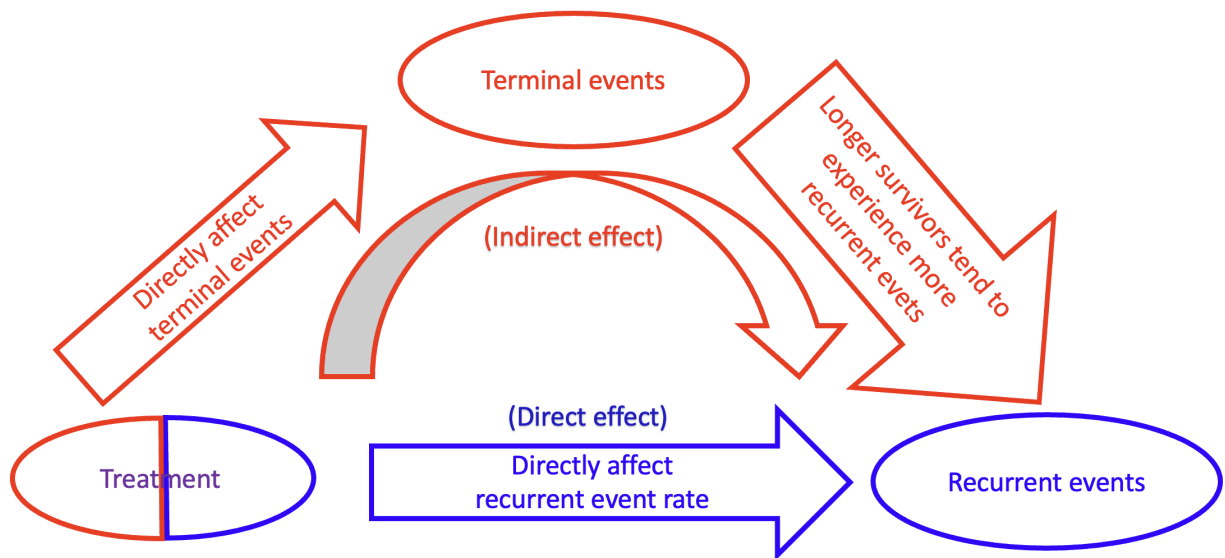 Terminal events
Directly affect
terminal events
Longer survivors tend to
experience more
recurrent evets
(Indirect effect)
(Direct effect)
Directly affect
recurrent event rate
Treatment
Recurrent events